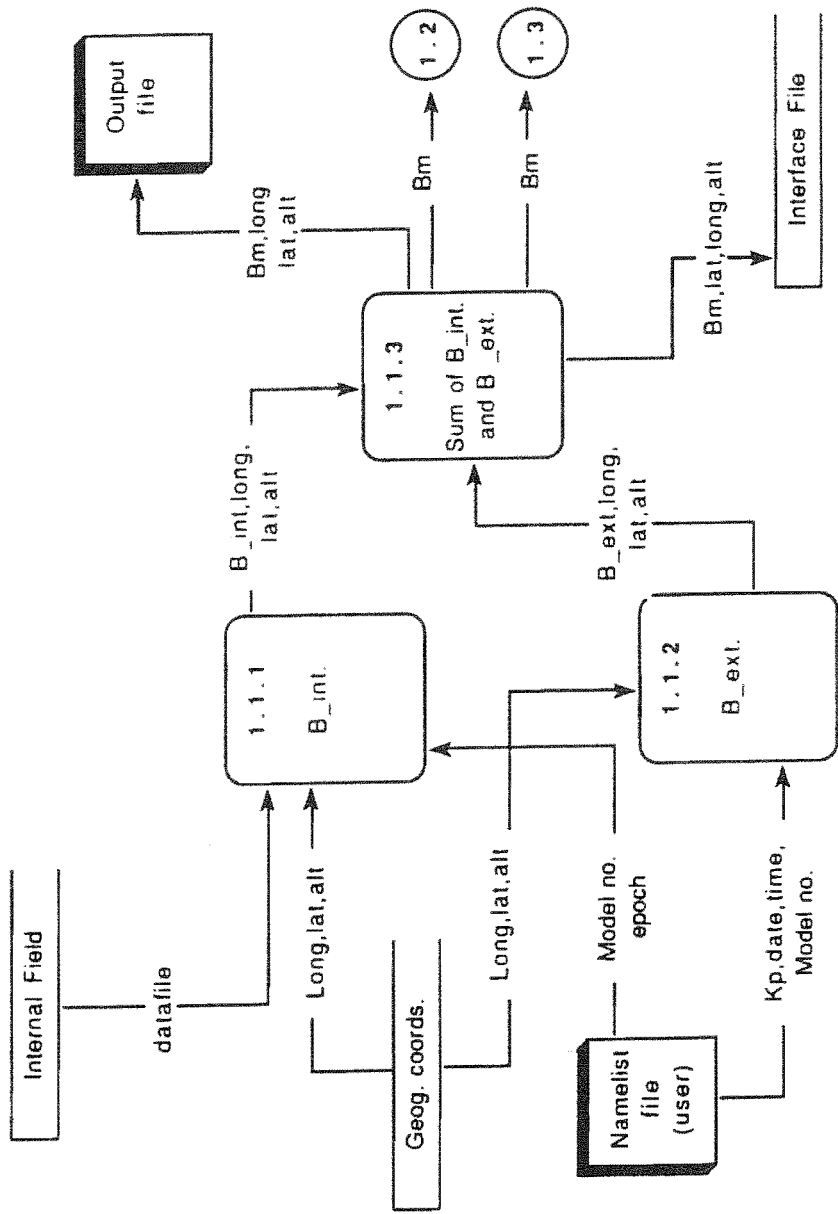 Internal Field
datafile
Geog. coords.
Long,lat,alt
Long,lat,alt
Namelist
file
(user)
Model no.
epoch
Kp,date,time,
Model no.
1.1.1
B_int.
1.1.2
B_ext.
B_int,long,
lat,alt
B_ext,long,
lat,alt
1.1.3
Sum of B_int.
and B_ext.
Bm,long
lat,alt
Output
file
Bm
1.2
Bm
1.3
Bm,lat,long,alt
Interface File